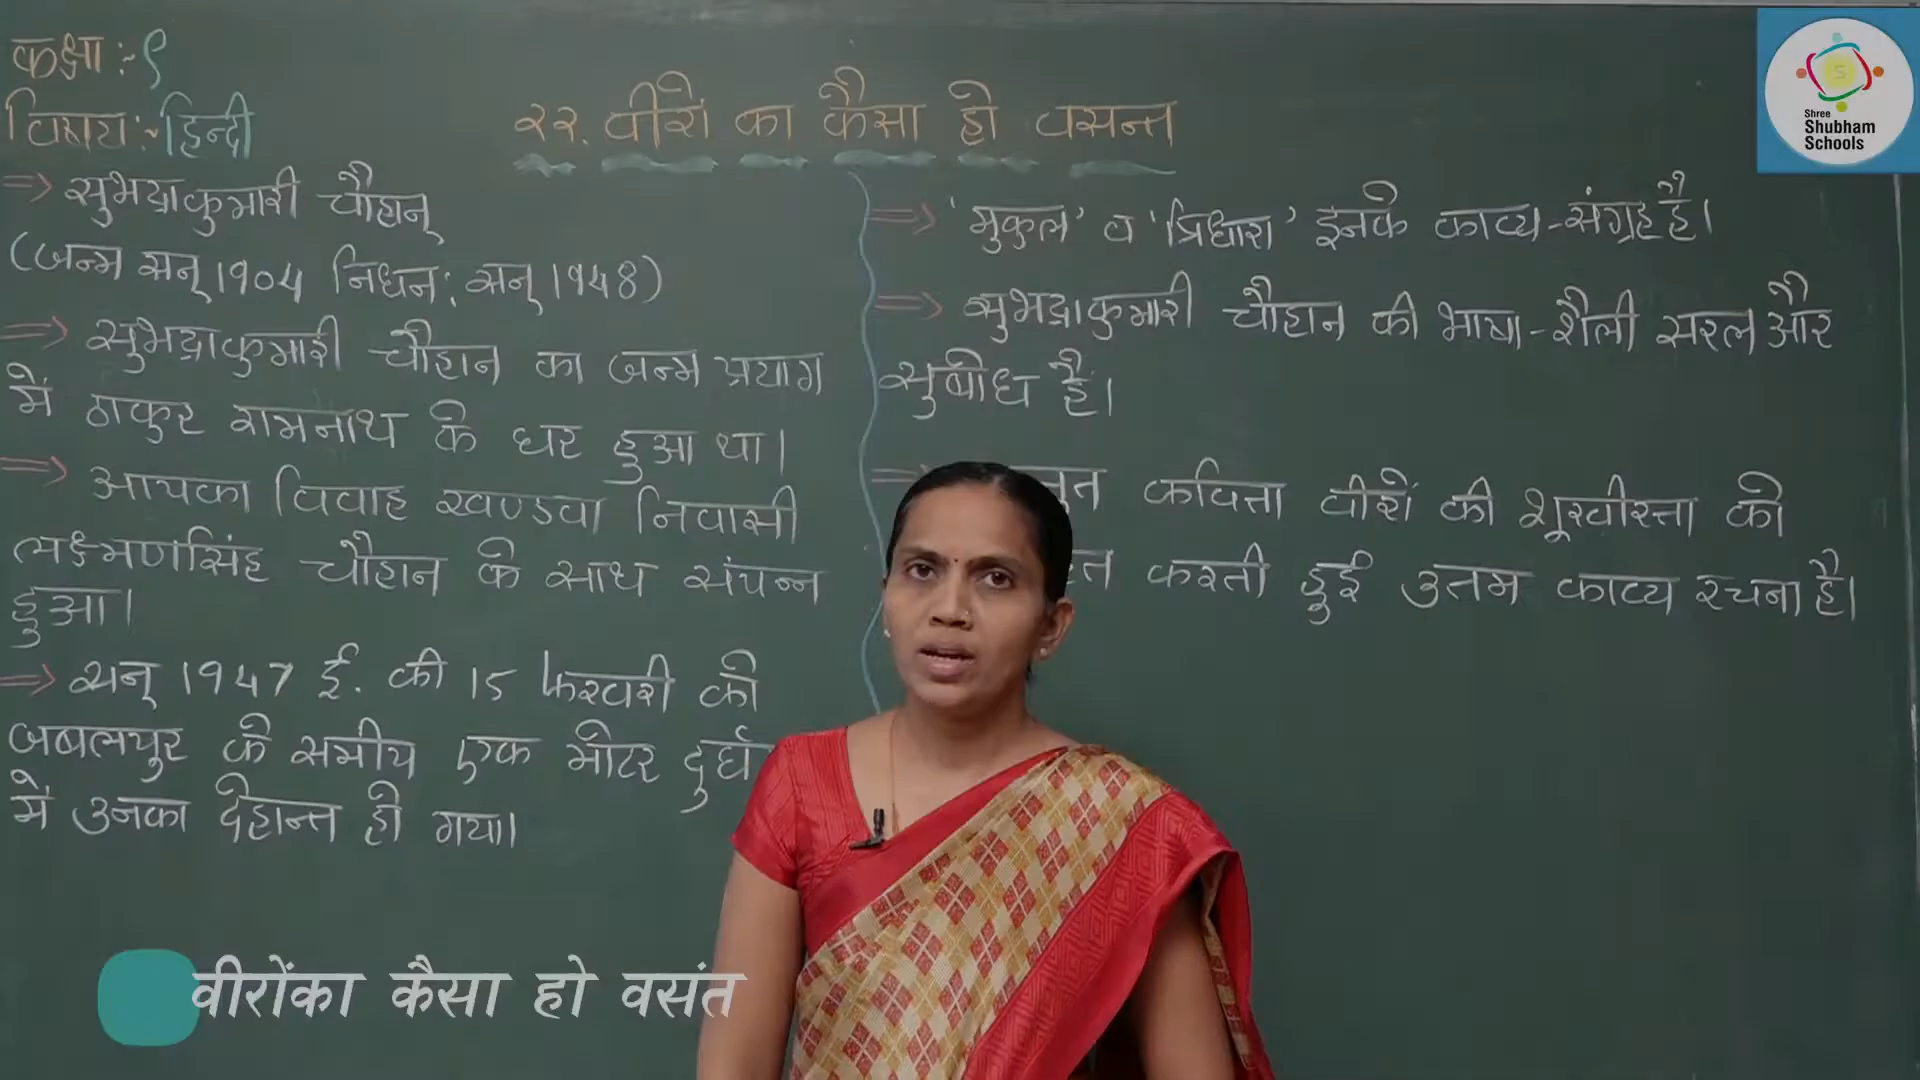 कक्षा :- ९
विषय :- हिन्दी
२२. वीरों का कैसा हो वसन्त
=> सुभद्राकुमारी चौहान
(जन्म सन् 1904 निधन: सन् 1948)
=> सुभद्राकुमारी चौहान का जन्म प्रयाग
में ठाकुर रामनाथ के घर हुआ था।
=> आपका विवाह खण्डवा निवासी
लक्ष्मणसिंह चौहान के साथ संपन्न
हुआ।
=> सन् 1947 ई. की 15 फरवरी को
जबलपुर के समीप एक मोटर दुर्घ
में उनका देहान्त हो गया।
=> 'मुकुल' व 'त्रिधारा' इनके काव्य-संग्रह है।
=> सुभद्राकुमारी चौहान की भाषा-शैली सरल और
सुबोध है।
=> तुत कविता वीरों की शूरवीरता को
त करती हुई उत्तम काव्य रचना है।
Shree
Shubham
Schools
वीरोंका कैसा हो वसंत